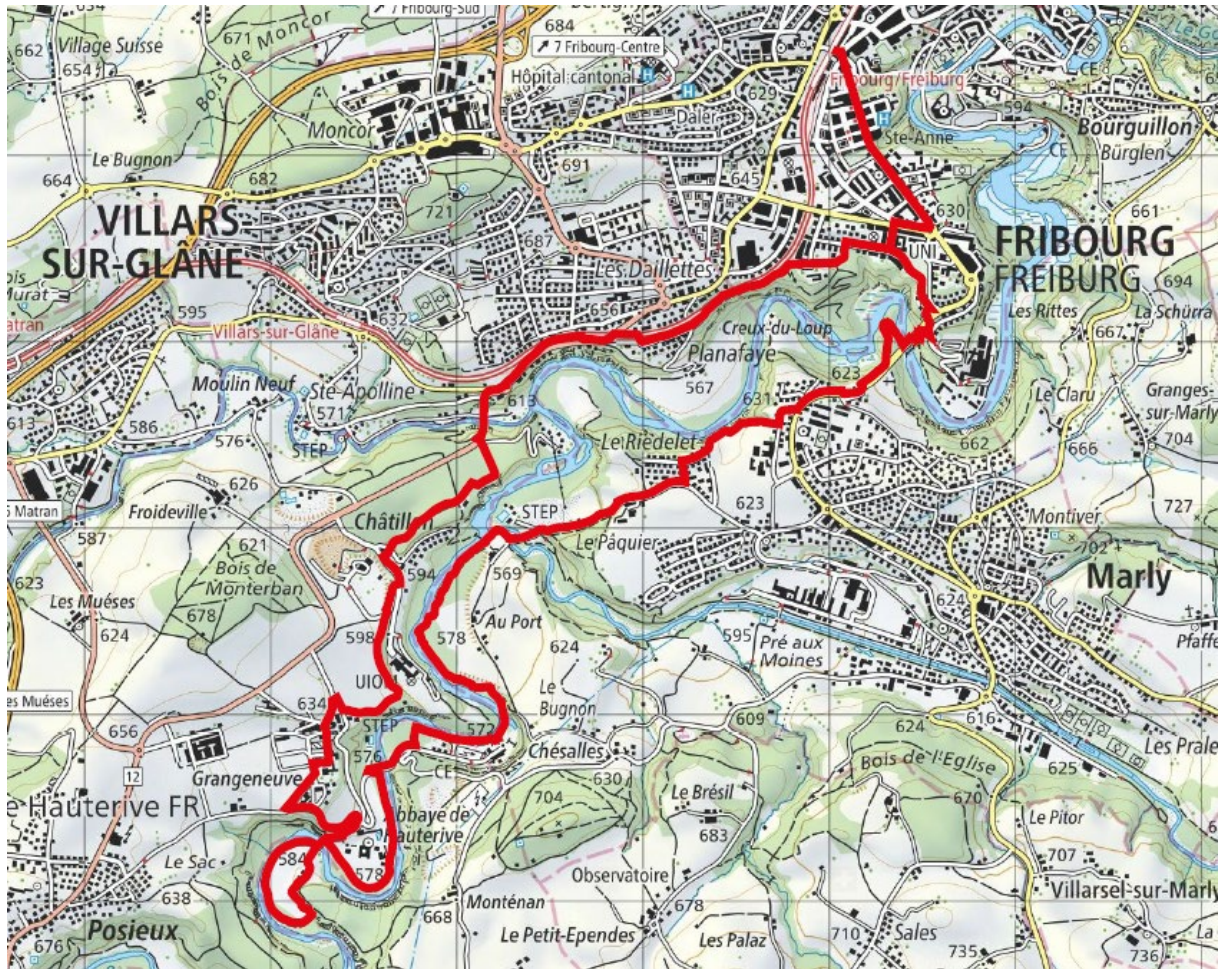 7 Fribourg-Sud
684
662
Village Suisse
671
Bois de Moncor
7 Fribourg-Centre
654
Hôpital cantonal
H
Fribourg/Freiburg
H
629
CE
594
Moncor
Daler
H
Ste-Anne
Bourguillon
Bürglen
CE
Le Bugnon
664
682
691
645
VILLARS
SUR-GLÂNE
721
630
661
687
FRIBOURG
FREIBURG
UNI
Les Daillettes
694
595
632
656
Les Rittes
La Schürra
Villars-sur-Glâne
Creux-du-Loup
667
Planafaye
Moulin Neuf
Ste-Apolline
623
567
571
613
Le Claru
Granges-
sur-Marly
613
586
631
576
STEP
662
666
704
Le Riedelet
626
623
727
Matran
Froideville
Châtillon
STEP
Montiver
587
Le Pâquier
621
702
Bois de
Monterban
594
569
Marly
623
Les Muéses
678
624
624
578
Au Port
598
595
Pré aux
Moines
624
UIOM
Le
Bugnon
634
609
624
616
656
STEP
572
Chésalles
Les Prale
576
CE
630
Bois de l'Eglise
625
12
Grangeneuve
704
Le Brésil
670
Hauterive FR
Abbaye de
Hauterive
683
Le Pitor
Le Sac
584
578
Observatoire
707
638
Villarsel-sur-Marly
668
Monténan
678
Posieux
Le Petit-Ependes
Les Palaz
710
Sales
676
735
736